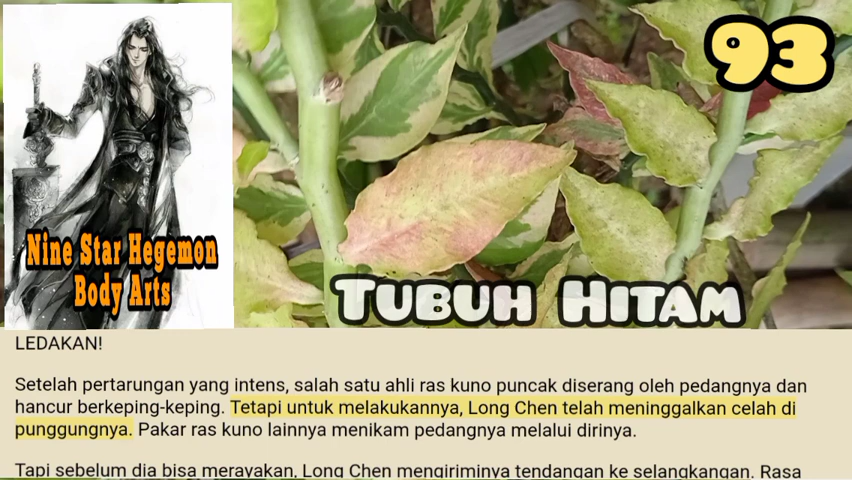 93
Nine Star Hegemon
Body Arts
TUBUH HITAM
LEDAKAN!
Setelah pertarungan yang intens, salah satu ahli ras kuno puncak diserang oleh pedangnya dan
hancur berkeping-keping. Tetapi untuk melakukannya, Long Chen telah meninggalkan celah di
punggungnya. Pakar ras kuno lainnya menikam pedangnya melalui dirinya.
Tapi sebelum dia bisa merayakan, Long Chen mengiriminya tendangan ke selangkangan. Rasa